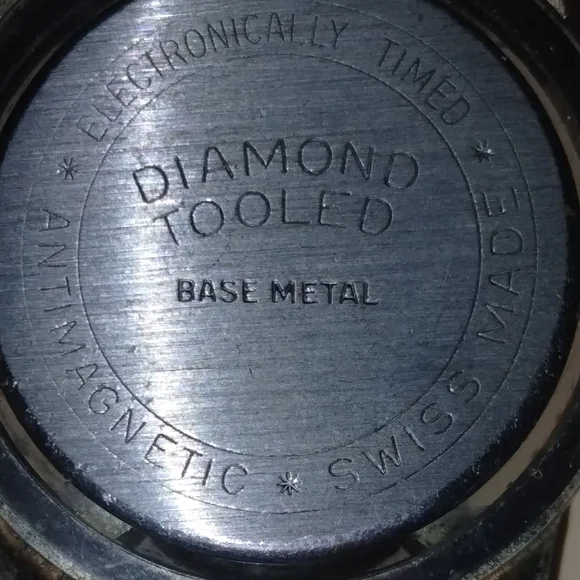 ELECTRONICALLY TIMED
DIAMOND
TOOLED
BASE METAL
ANTIMAGNETIC * SWISS MADE *